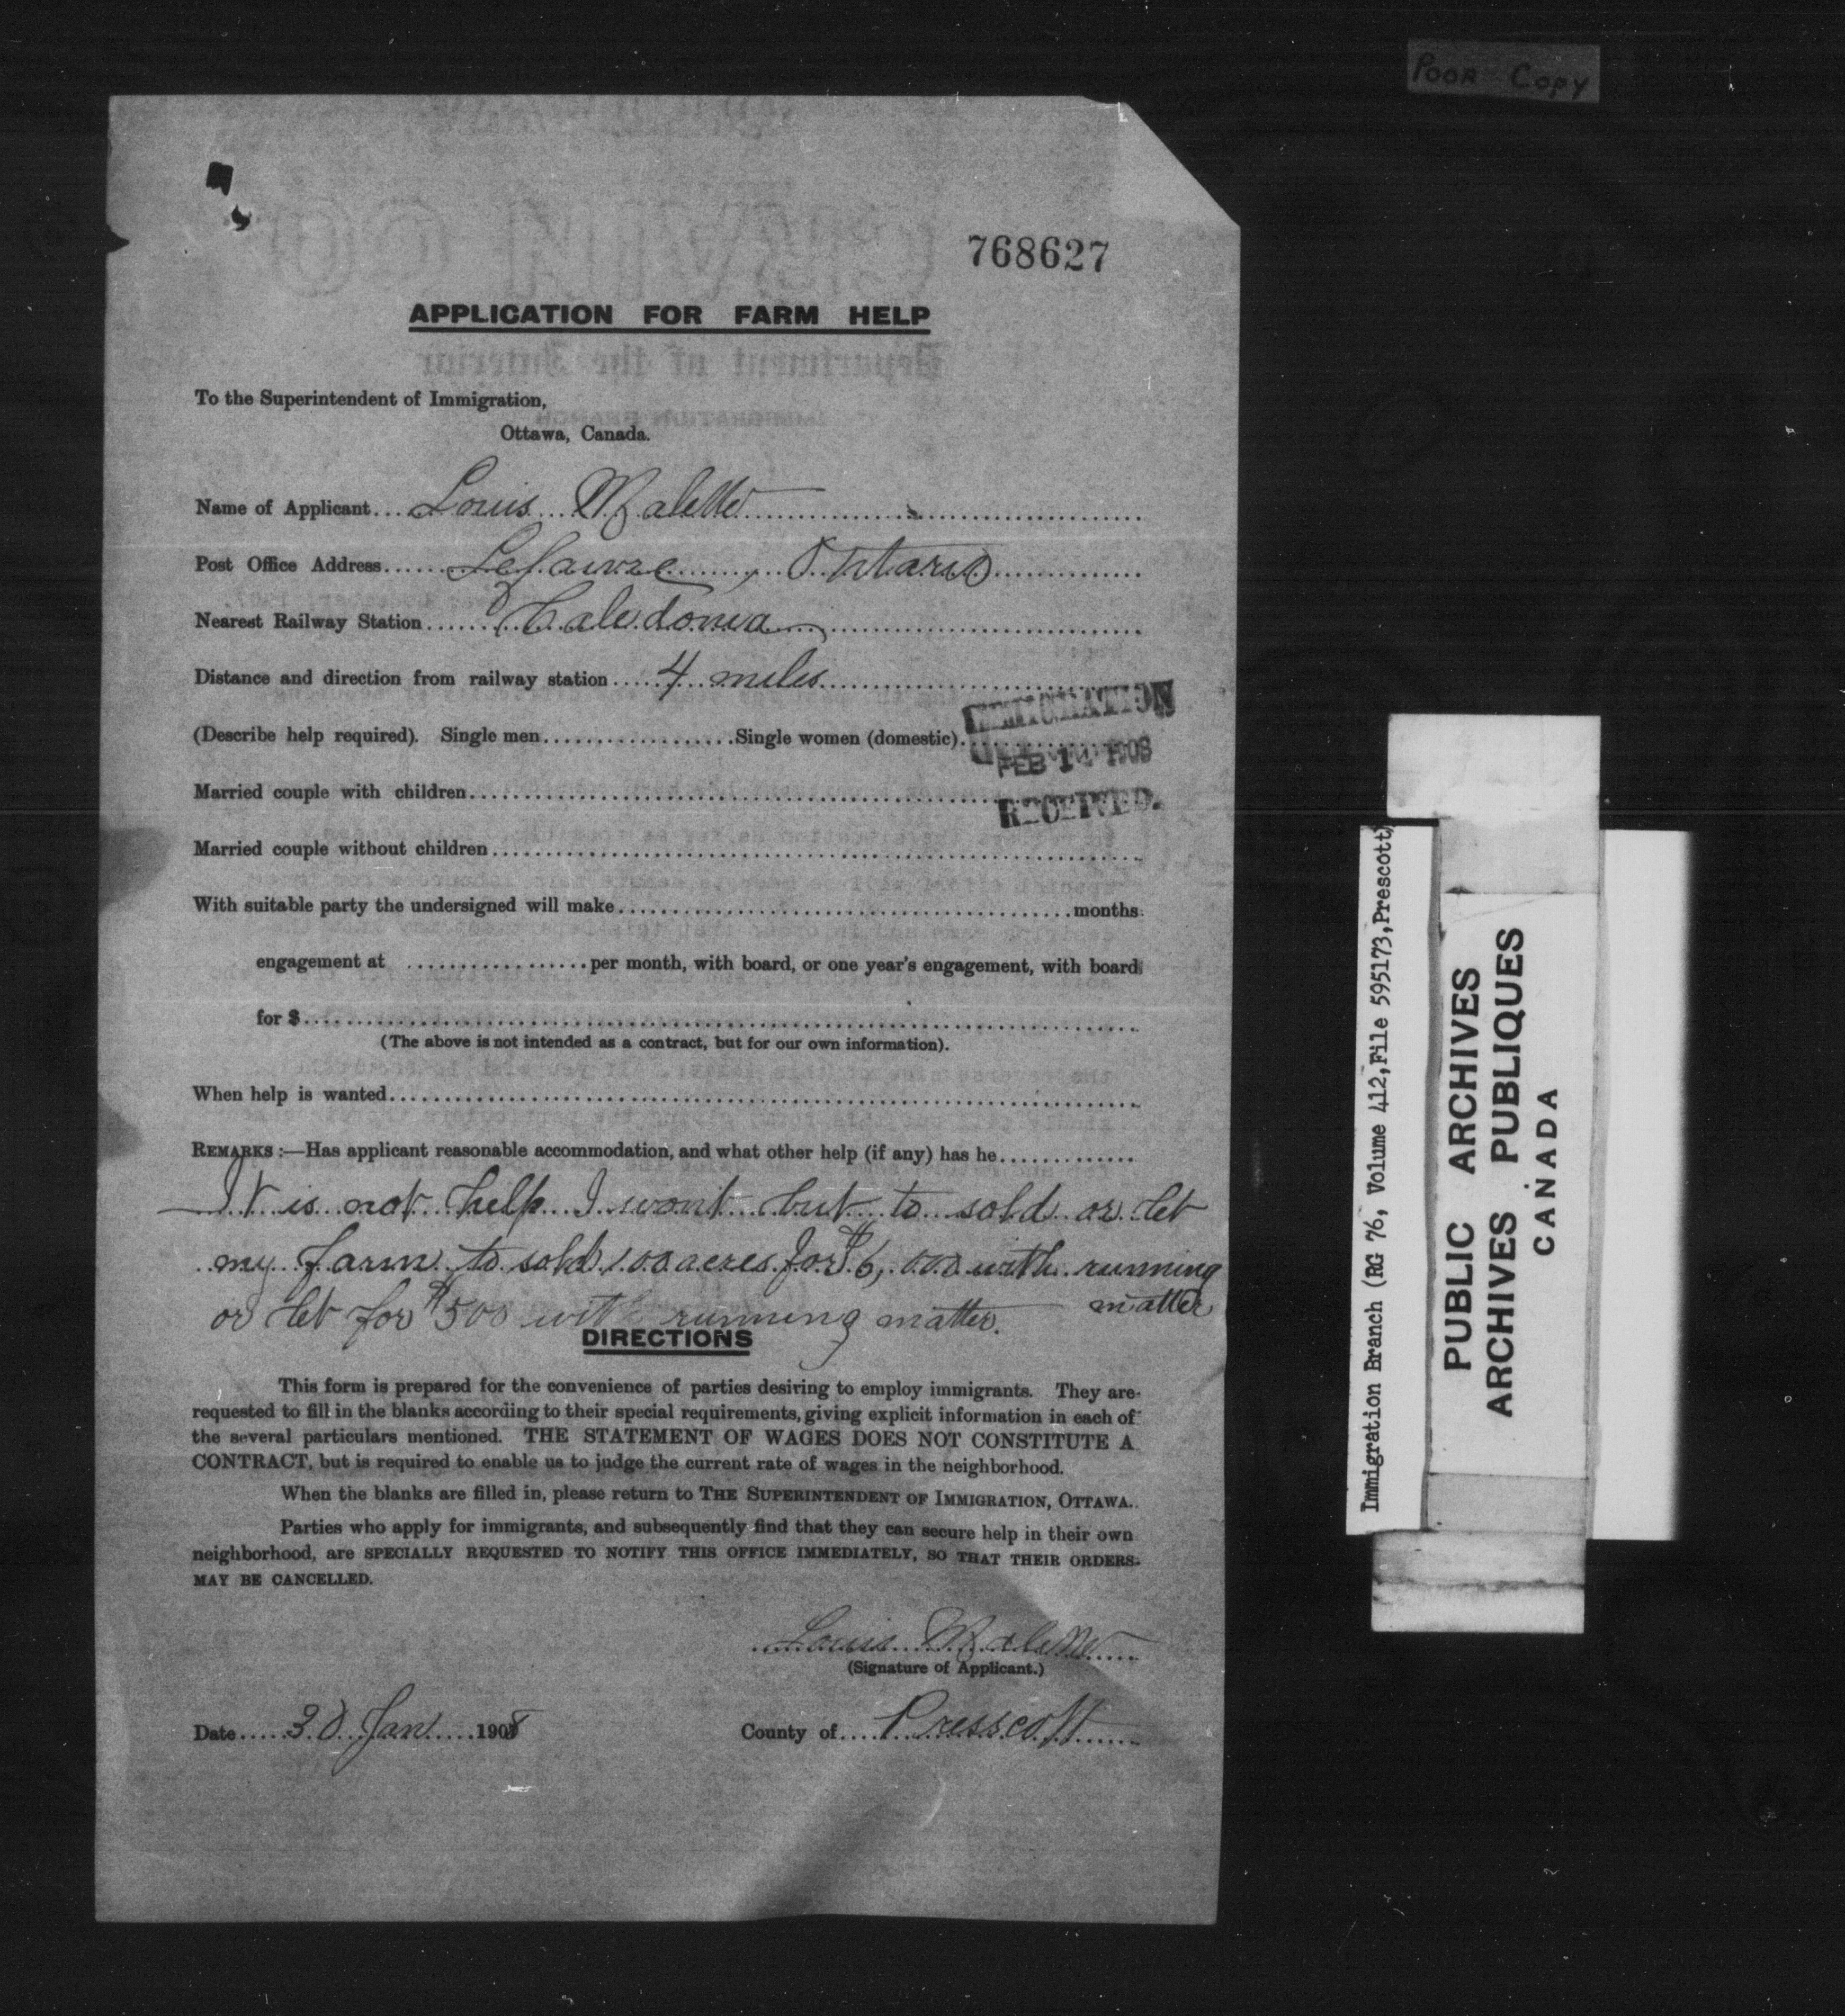 POOR COPY
768627
APPLICATION FOR FARM HELP
To the Superintendent of Immigration,
Ottawa, Canada.
Name of Applicant... Louis Malette
Post Office Address... Lefaivre, Ontario
Nearest Railway Station... Caledonia
Distance and direction from railway station... 4 miles
IMMIGRATION
(Describe help required). Single men... Single women (domestic).
FEB 14 1908
Married couple with children...
RECEIVED.
Married couple without children...
With suitable party the undersigned will make... months
engagement at ... per month, with board, or one year's engagement, with board
for $...
(The above is not intended as a contract, but for our own information).
When help is wanted...
REMARKS :—Has applicant reasonable accommodation, and what other help (if any) has he...
It is not help I want but to sold or let
my farm to sold 100 acres for $6,000 with running
matter
or let for $500 with running matter.
DIRECTIONS
This form is prepared for the convenience of parties desiring to employ immigrants. They are
requested to fill in the blanks according to their special requirements, giving explicit information in each of
the several particulars mentioned. THE STATEMENT OF WAGES DOES NOT CONSTITUTE A
CONTRACT, but is required to enable us to judge the current rate of wages in the neighborhood.
When the blanks are filled in, please return to THE SUPERINTENDENT OF IMMIGRATION, OTTAWA.
Parties who apply for immigrants, and subsequently find that they can secure help in their own
neighborhood, are SPECIALLY REQUESTED TO NOTIFY THIS OFFICE IMMEDIATELY, SO THAT THEIR ORDERS
MAY BE CANCELLED.
Louis Malette
(Signature of Applicant.)
Date... 30 Jan... 1908
County of... Presscott
Immigration Branch (RG 76, Volume 412, File 595173, Prescott)
PUBLIC ARCHIVES
ARCHIVES PUBLIQUES
CANADA